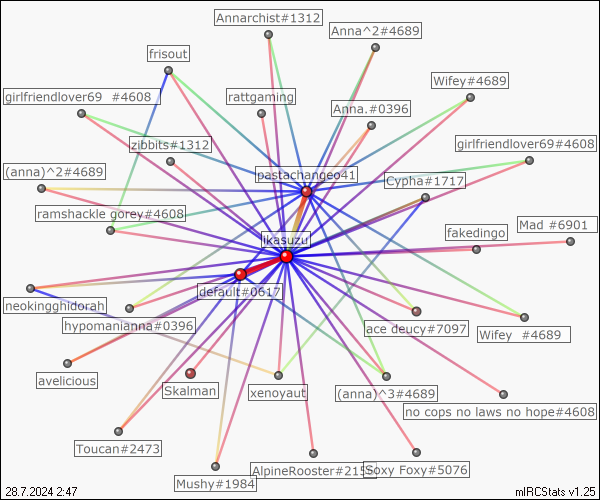 Annarchist#1312
Anna^2#4689
frisout
Wifey#4689
girlfriendlover69 #4608
rattgaming
Anna.#0396
zibbits#1312
girlfriendlover69#4608
(anna)^2#4689
pastachangeo41
Cypha#1717
ramshackle gorey#4608
Mad #6901
fakedingo
ikasuzu
default#0617
neokingghidorah
hypomanianna#0396
ace deucy#7097
Wifey #4689
avelicious
Skalman
xenoyaut
(anna)^3#4689
no cops no laws no hope#4608
Toucan#2473
Mushy#1984
AlpineRooster#215
Soxy Foxy#5076
28.7.2024 2:47
mIRCStats v1.25